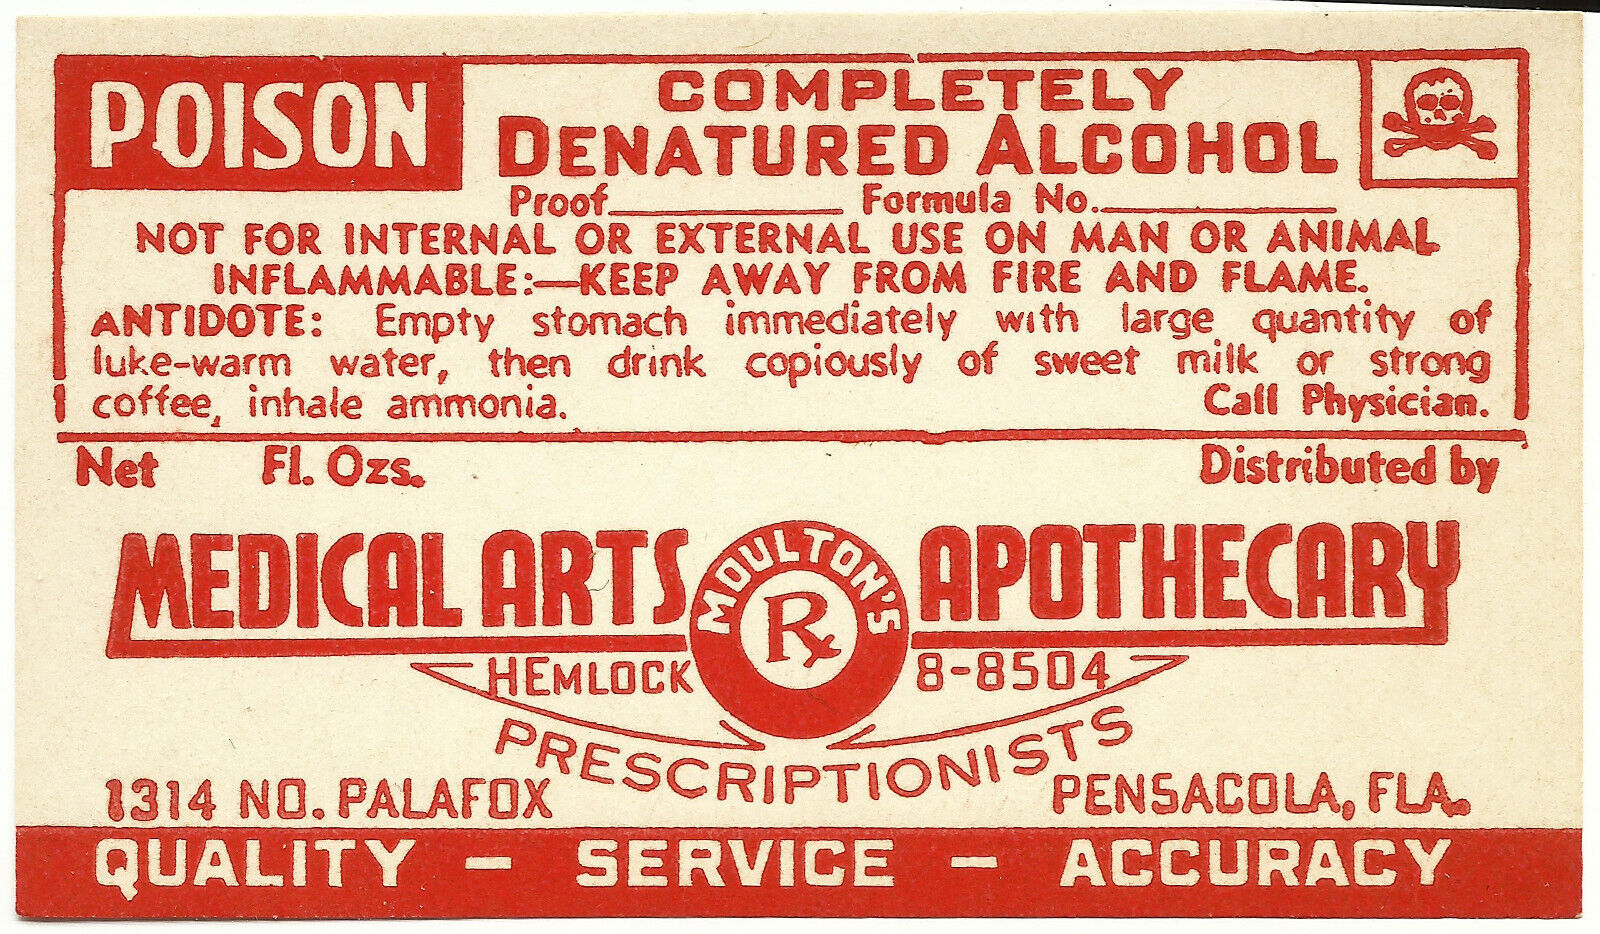 POISON
COMPLETELY
DENATURED ALCOHOL
Proof__________ Formula No.__________
NOT FOR INTERNAL OR EXTERNAL USE ON MAN OR ANIMAL
INFLAMMABLE:—KEEP AWAY FROM FIRE AND FLAME.
ANTIDOTE: Empty stomach immediately with large quantity of
luke-warm water, then drink copiously of sweet milk or strong
coffee, inhale ammonia. Call Physician.
Net Fl. Ozs. Distributed by
MEDICAL ARTS APOTHECARY
MOULTON'S
Rx
HEMLOCK 8-8504
PRESCRIPTIONISTS
1314 NO. PALAFOX PENSACOLA, FLA.
QUALITY — SERVICE — ACCURACY